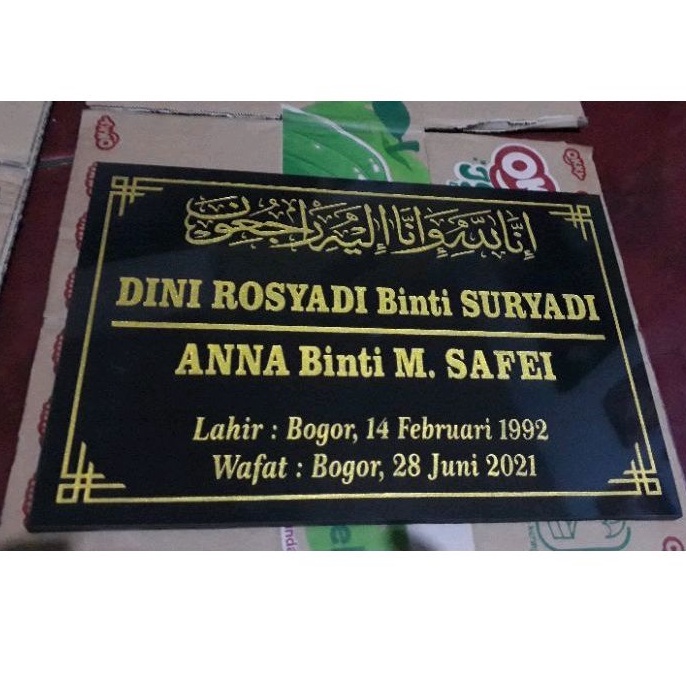 إنا لله وإنا إليه راجعون
DINI ROSYADI Binti SURYADI
ANNA Binti M. SAFEI
Lahir : Bogor, 14 Februari 1992
Wafat : Bogor, 28 Juni 2021